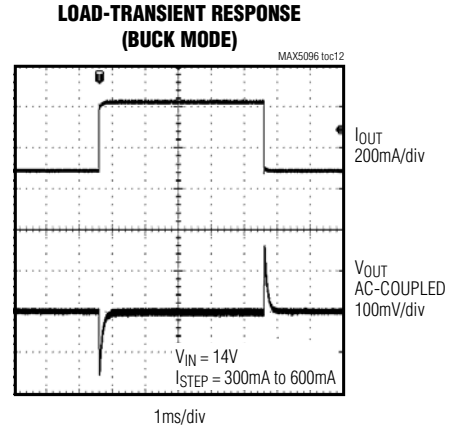 LOAD-TRANSIENT RESPONSE
(BUCK MODE)
MAX5096 toc12
IOUT
200mA/div
VOUT
AC-COUPLED
100mV/div
VIN = 14V
ISTEP = 300mA to 600mA
1ms/div